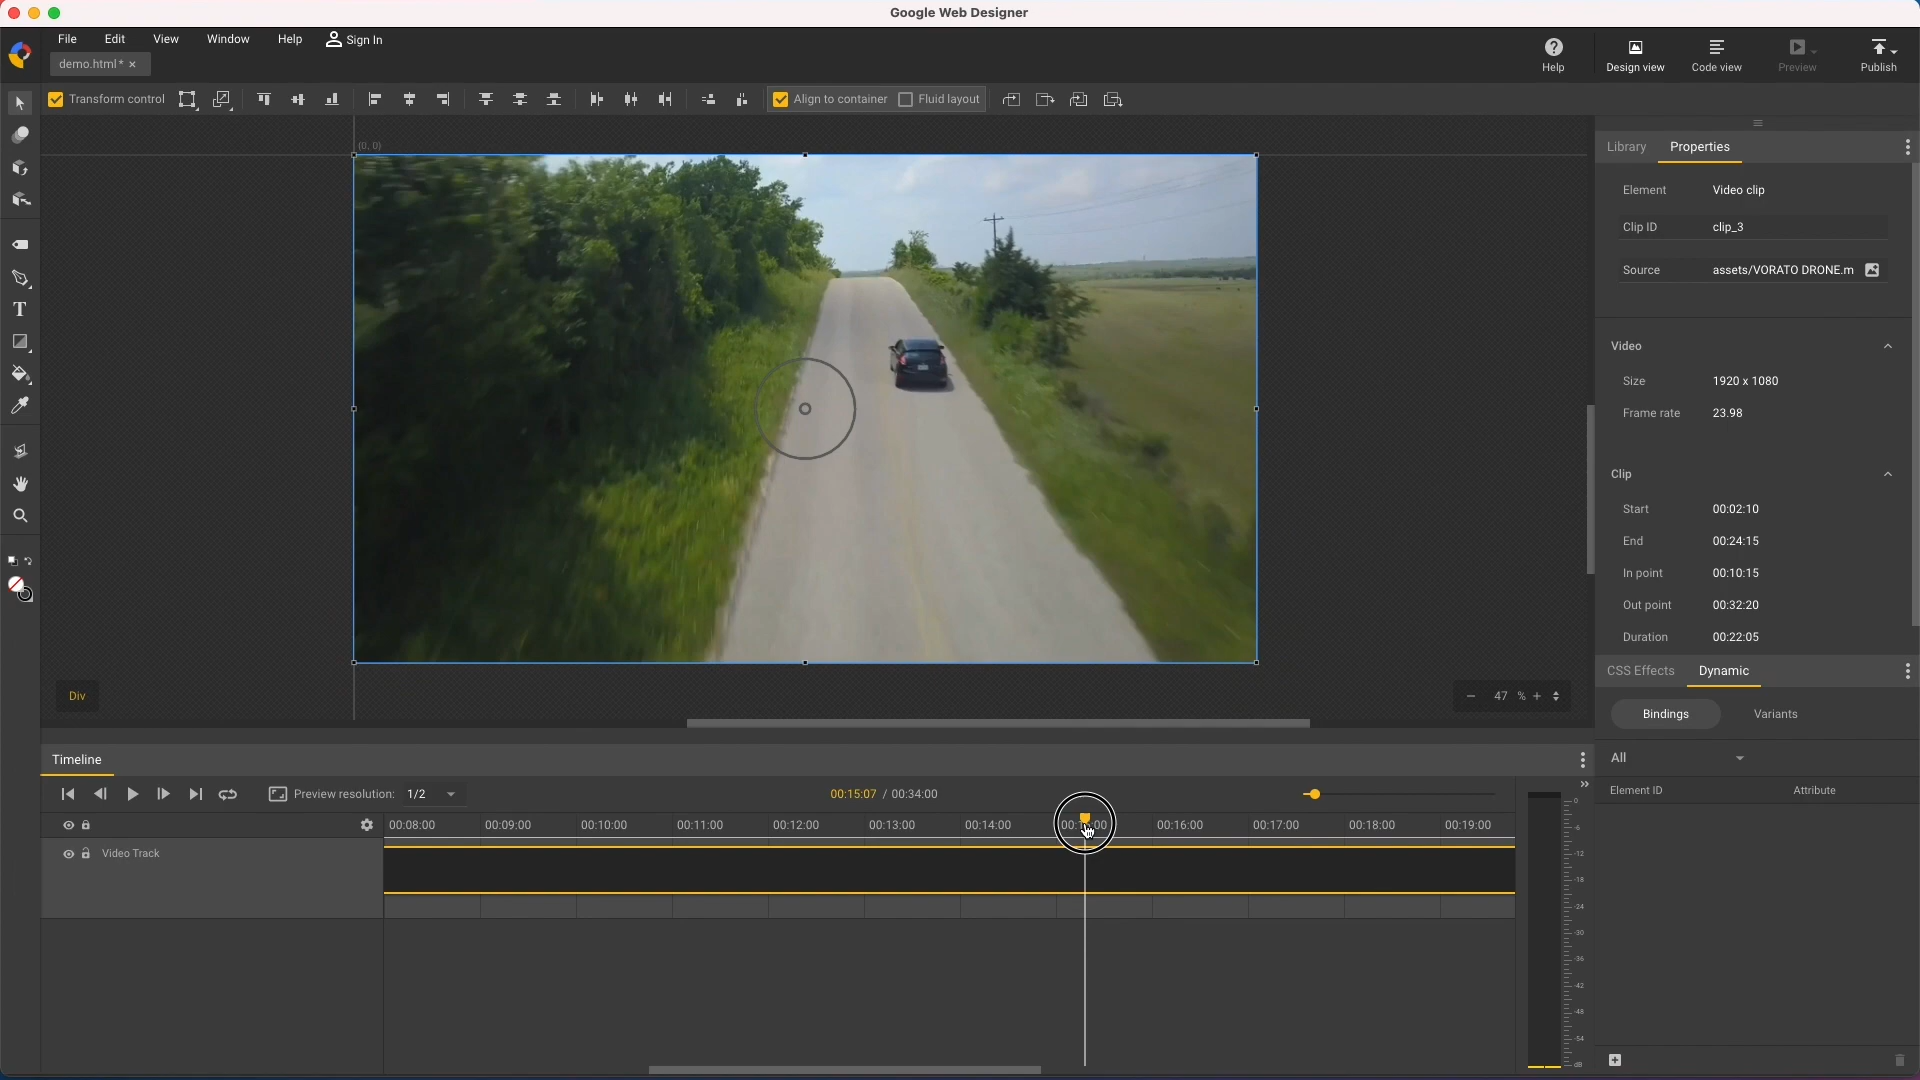 Google Web Designer
File Edit View Window Help Sign In
demo.html* ×
Help Design view Code view Preview Publish
Transform control Align to container Fluid layout
(0, 0)
Library Properties
Element Video clip
Clip ID clip_3
Source assets/VORATO DRONE.m
Video
Size 1920 x 1080
Frame rate 23.98
Clip
Start 00:02:10
End 00:24:15
In point 00:10:15
Out point 00:32:20
Duration 00:22:05
Div
47 %
CSS Effects Dynamic
Bindings Variants
All
Element ID Attribute
Timeline
Preview resolution: 1/2
00:15:07 / 00:34:00
00:08:00 00:09:00 00:10:00 00:11:00 00:12:00 00:13:00 00:14:00 00:16:00 00:17:00 00:18:00 00:19:00
Video Track
0
-6
-12
-18
-24
-30
-36
-42
-48
-54
dB